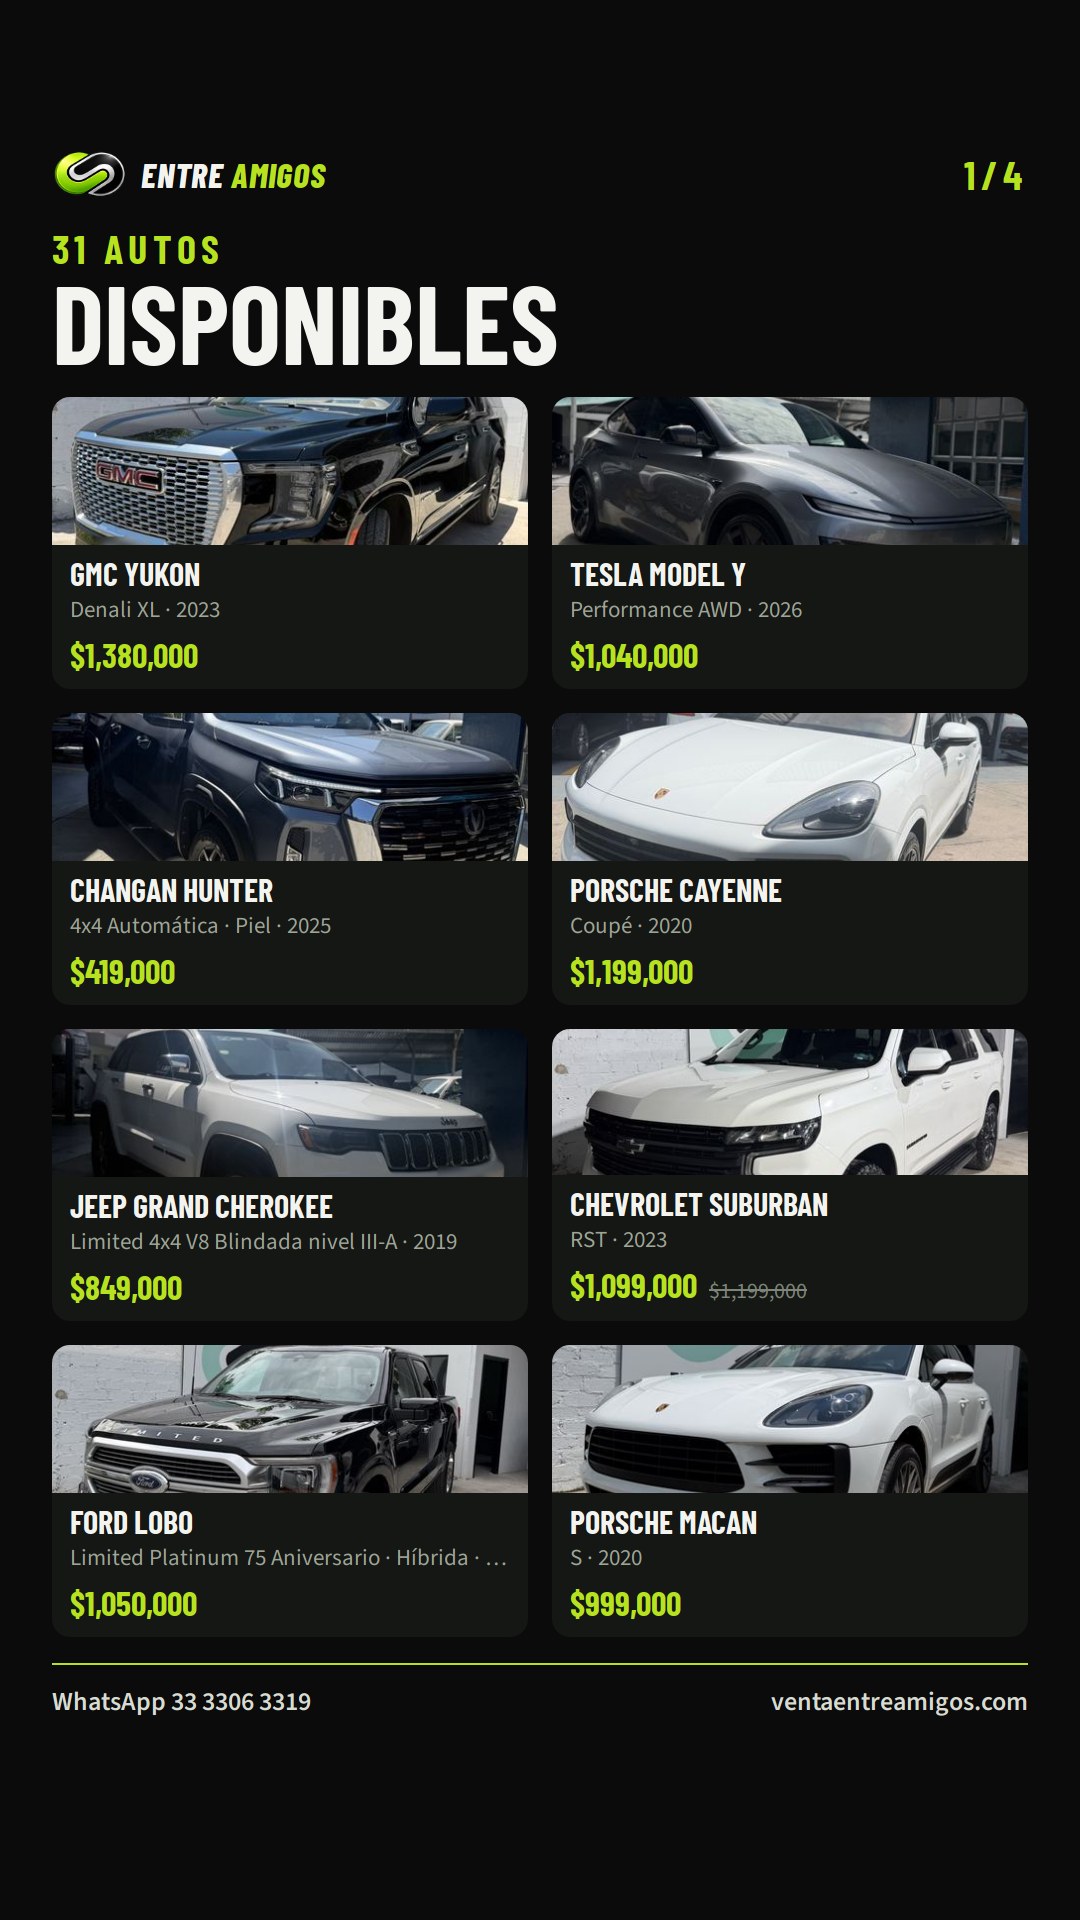 ENTRE AMIGOS
1/4
31 AUTOS
DISPONIBLES
GMC
GMC YUKON
Denali XL · 2023
$1,380,000
TESLA MODEL Y
Performance AWD · 2026
$1,040,000
CHANGAN HUNTER
4x4 Automática · Piel · 2025
$419,000
PORSCHE CAYENNE
Coupé · 2020
$1,199,000
Jeep
JEEP GRAND CHEROKEE
Limited 4x4 V8 Blindada nivel III-A · 2019
$849,000
CHEVROLET SUBURBAN
RST · 2023
$1,099,000 $1,199,000
LIMITED
Ford
FORD LOBO
Limited Platinum 75 Aniversario · Híbrida · ...
$1,050,000
PORSCHE MACAN
S · 2020
$999,000
WhatsApp 33 3306 3319
ventaentreamigos.com